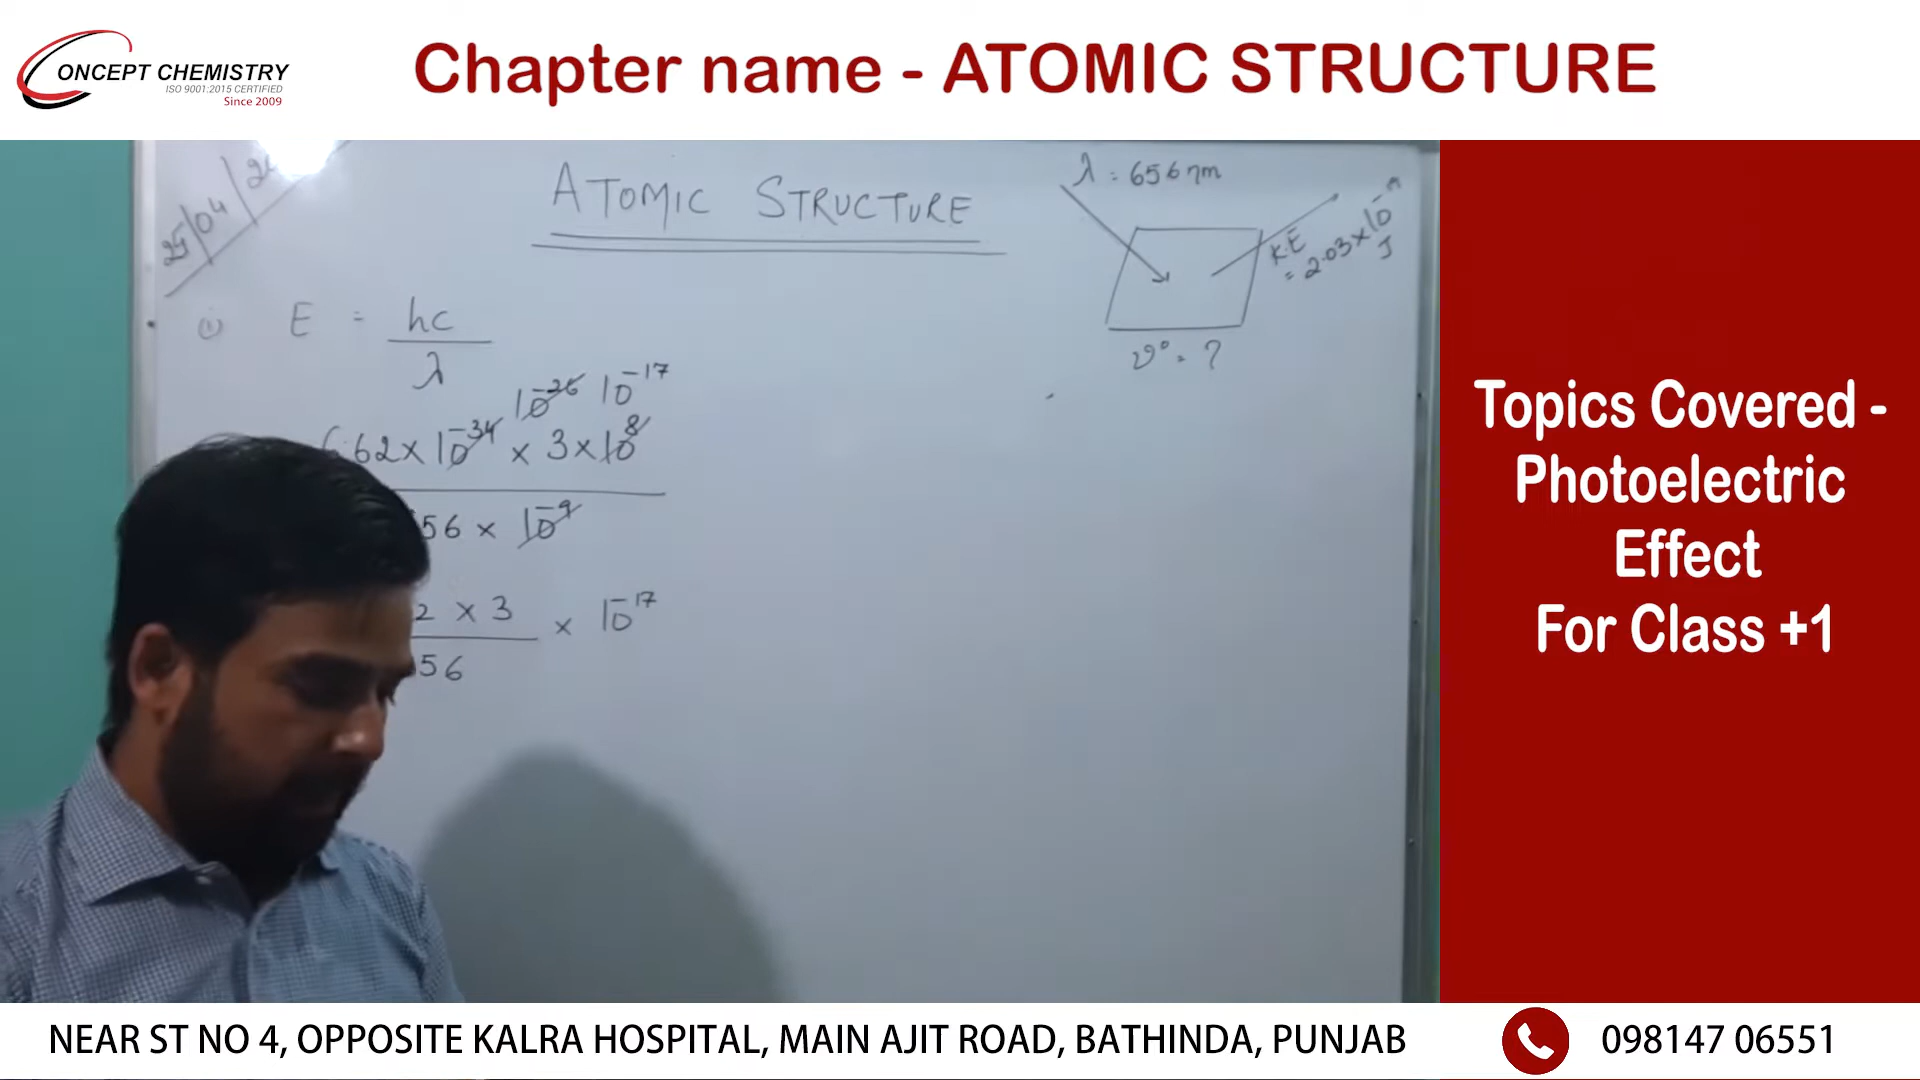 ONCEPT CHEMISTRY
ISO 9001:2015 CERTIFIED
Since 2009
Chapter name - ATOMIC STRUCTURE
25/04/
ATOMIC STRUCTURE
λ = 656 nm
K.E
= 2.03 × 10
J
ν° = ?
(i) E = hc
λ
10⁻²⁶ 10⁻¹⁷
62 × 10⁻³⁴ × 3 × 10⁸
56 × 10⁻⁹
2 × 3 × 10⁻¹⁷
56
Topics Covered -
Photoelectric
Effect
For Class +1
NEAR ST NO 4, OPPOSITE KALRA HOSPITAL, MAIN AJIT ROAD, BATHINDA, PUNJAB
098147 06551